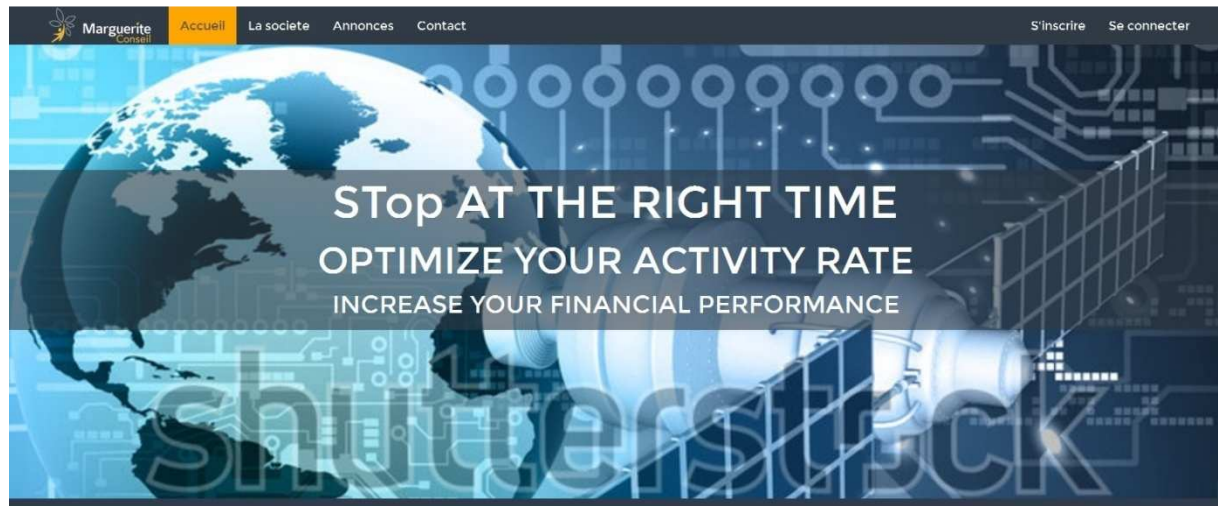 Marguerite
Conseil
Accueil
La societe
Annonces
Contact
S'inscrire
Se connecter
STop AT THE RIGHT TIME
OPTIMIZE YOUR ACTIVITY RATE
INCREASE YOUR FINANCIAL PERFORMANCE
shutterstock